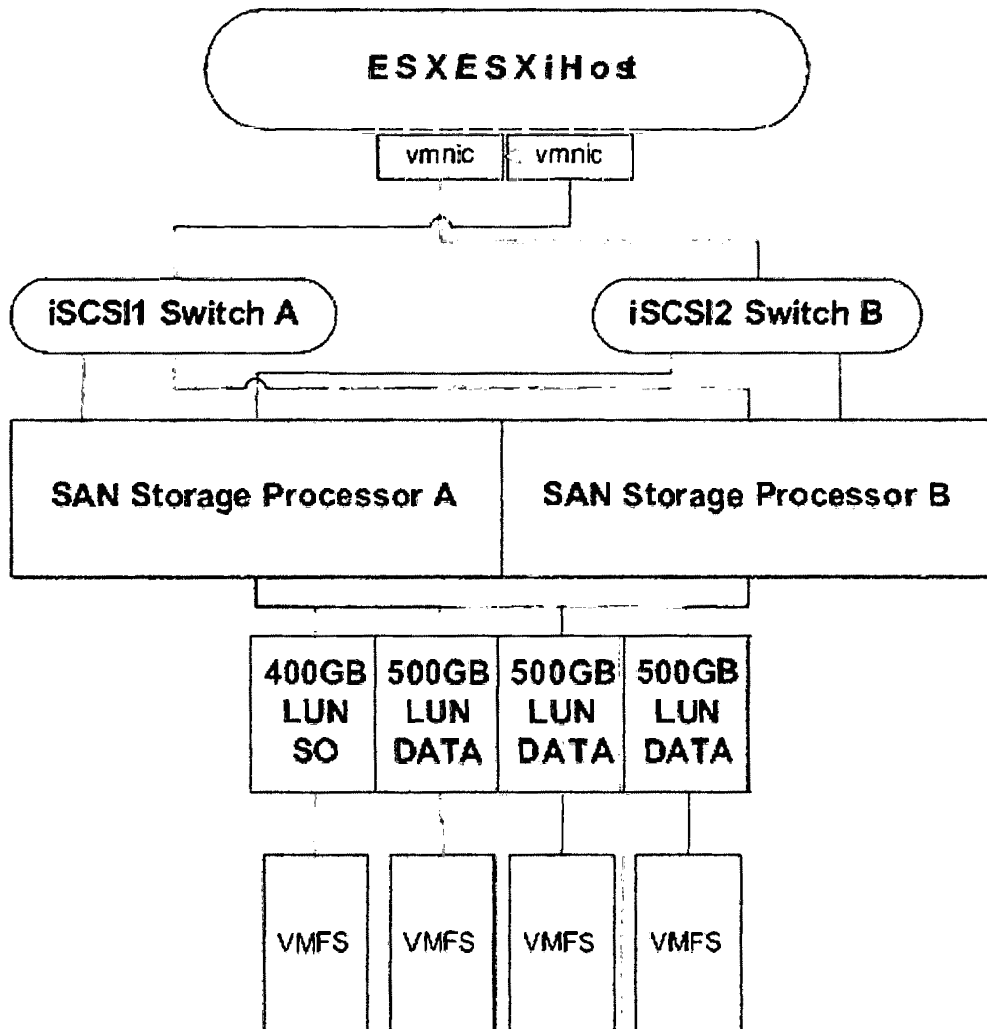 ESXESXiHost
vmnic vmnic
iSCSI1 Switch A iSCSI2 Switch B
SAN Storage Processor A SAN Storage Processor B
400GB 500GB 500GB 500GB
LUN LUN LUN LUN
SO DATA DATA DATA
VMFS VMFS VMFS VMFS